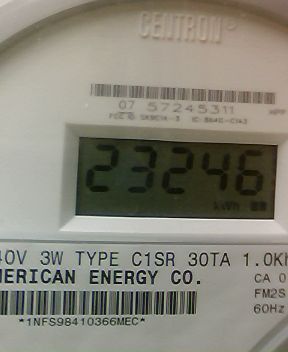 CENTRON®
07 57245311
23246
kWh
40V 3W TYPE C1SR 30TA 1.0Kh
MERICAN ENERGY CO.
CA 0
FM2S
60Hz
*1NFS98410366MEC*